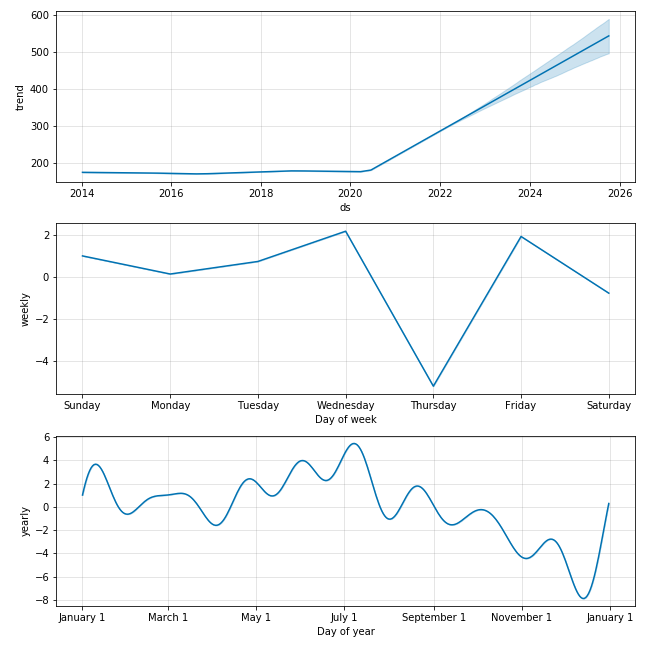 600
500
400
300
200
trend
2014 2016 2018 2020 2022 2024 2026
ds
2
0
−2
−4
weekly
Sunday Monday Tuesday Wednesday Thursday Friday Saturday
Day of week
6
4
2
0
−2
−4
−6
−8
yearly
January 1 March 1 May 1 July 1 September 1 November 1 January 1
Day of year